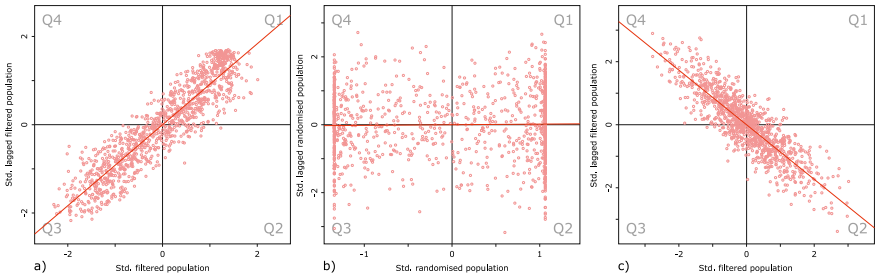 Q4 Q1
Std. lagged filtered population
2
0
-2
Q3 Q2
-2 0 2
a) Std. filtered population
Q4 Q1
Std. lagged randomised population
2
0
-2
Q3 Q2
-1 0 1
b) Std. randomised population
Q4 Q1
Std. lagged filtered population
2
0
-2
Q3 Q2
-2 0 2
c) Std. filtered population